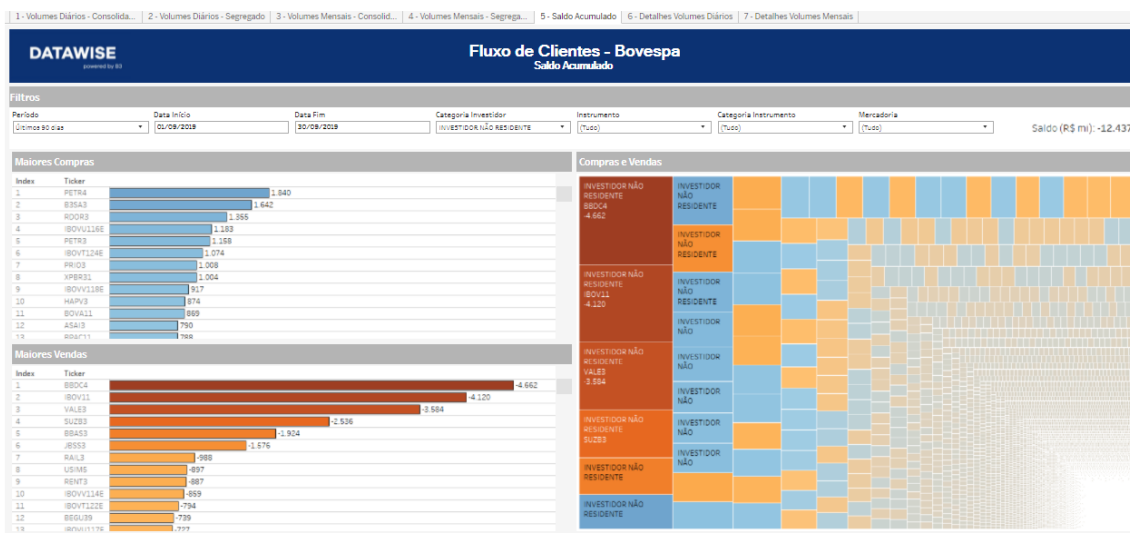 1 - Volumes Diários - Consolida... 2 - Volumes Diários - Segregado 3 - Volumes Mensais - Consolid... 4 - Volumes Mensais - Segrega... 5 - Saldo Acumulado 6 - Detalhes Volumes Diários 7 - Detalhes Volumes Mensais
DATAWISE
powered by B3
Fluxo de Clientes - Bovespa
Saldo Acumulado
Filtros
Período Data Início Data Fim Categoria Investidor Instrumento Categoria Instrumento Mercadoria
Últimos 90 dias 01/09/2019 30/09/2019 INVESTIDOR NÃO RESIDENTE (Tudo) (Tudo) (Tudo) Saldo (R$ mi): -12.437
Maiores Compras
Index Ticker
1 PETR4 1.840
2 B3SA3 1.642
3 RDOR3 1.355
4 IBOVU116E 1.183
5 PETR3 1.158
6 IBOVT124E 1.074
7 PRIO3 1.008
8 XPBR31 1.004
9 IBOVV118E 917
10 HAPV3 874
11 BOVA11 869
12 ASAI3 790
13 BPAC11 788
Maiores Vendas
Index Ticker
1 BBDC4 -4.662
2 IBOV11 -4.120
3 VALE3 -3.584
4 SUZB3 -2.536
5 BBAS3 -1.924
6 JBSS3 -1.576
7 RAIL3 -988
8 USIM5 -897
9 RENT3 -887
10 IBOVV114E -859
11 IBOVT122E -794
12 BEGU39 -739
13 IBOVU117E -727
Compras e Vendas
INVESTIDOR NÃO
RESIDENTE
BBDC4
-4.662
INVESTIDOR NÃO
RESIDENTE
IBOV11
-4.120
INVESTIDOR NÃO
RESIDENTE
VALE3
-3.584
INVESTIDOR NÃO
RESIDENTE
SUZB3
INVESTIDOR NÃO
RESIDENTE
INVESTIDOR NÃO
RESIDENTE
INVESTIDOR
NÃO
RESIDENTE
INVESTIDOR
NÃO
RESIDENTE
INVESTIDOR
NÃO
RESIDENTE
INVESTIDOR
NÃO
INVESTIDOR
NÃO
INVESTIDOR
NÃO
INVESTIDOR
NÃO
INVESTIDOR
NÃO